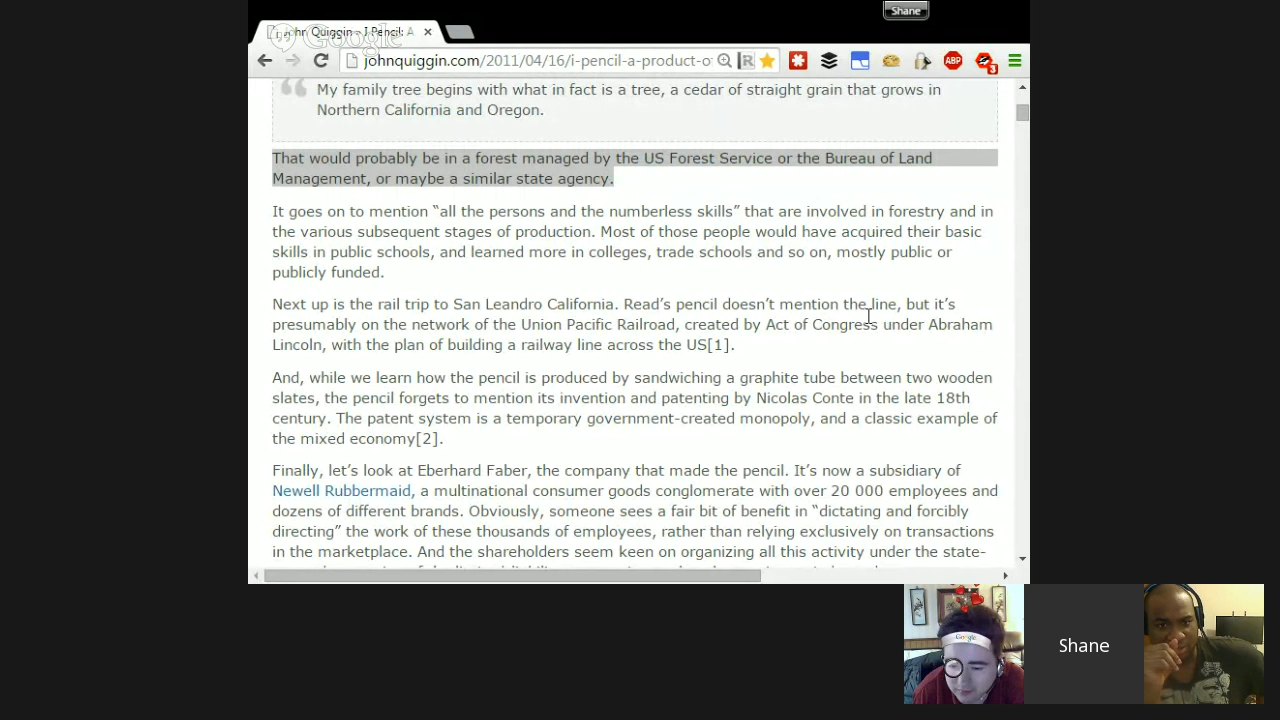 Shane
John Quiggin - I Pencil: A
Google
johnquiggin.com/2011/04/16/i-pencil-a-product-o
R
ABP
3
My family tree begins with what in fact is a tree, a cedar of straight grain that grows in
Northern California and Oregon.
That would probably be in a forest managed by the US Forest Service or the Bureau of Land
Management, or maybe a similar state agency.
It goes on to mention “all the persons and the numberless skills” that are involved in forestry and in
the various subsequent stages of production. Most of those people would have acquired their basic
skills in public schools, and learned more in colleges, trade schools and so on, mostly public or
publicly funded.
Next up is the rail trip to San Leandro California. Read’s pencil doesn’t mention the line, but it’s
presumably on the network of the Union Pacific Railroad, created by Act of Congress under Abraham
Lincoln, with the plan of building a railway line across the US[1].
And, while we learn how the pencil is produced by sandwiching a graphite tube between two wooden
slates, the pencil forgets to mention its invention and patenting by Nicolas Conte in the late 18th
century. The patent system is a temporary government-created monopoly, and a classic example of
the mixed economy[2].
Finally, let’s look at Eberhard Faber, the company that made the pencil. It’s now a subsidiary of
Newell Rubbermaid, a multinational consumer goods conglomerate with over 20 000 employees and
dozens of different brands. Obviously, someone sees a fair bit of benefit in “dictating and forcibly
directing” the work of these thousands of employees, rather than relying exclusively on transactions
in the marketplace. And the shareholders seem keen on organizing all this activity under the state-
Google
Shane